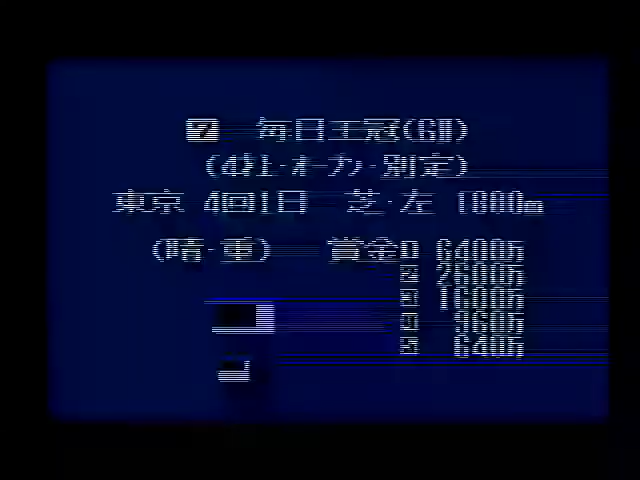 7 毎日王冠(GII)
(4才上・オープン・別定)
東京 4回1日 芝・左 1800m
(晴・重) 賞金1 6400万
2 2600万
3 1600万
4 960万
5 640万